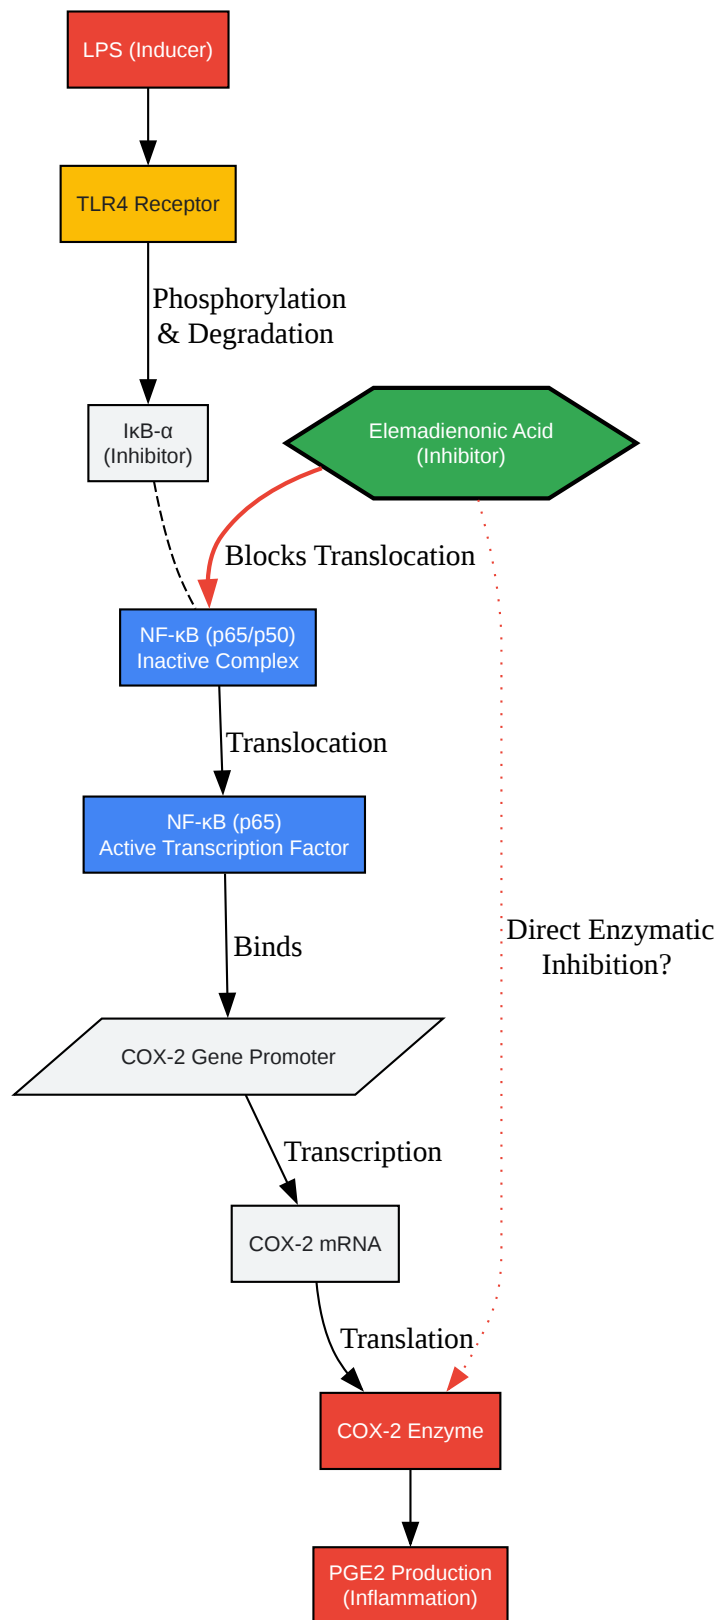 LPS (Inducer)
TLR4 Receptor
Phosphorylation
& Degradation
IκB-α
(Inhibitor)
Elemadienonic Acid
(Inhibitor)
Blocks Translocation
NF-κB (p65/p50)
Inactive Complex
Translocation
NF-κB (p65)
Active Transcription Factor
Direct Enzymatic
Inhibition?
Binds
COX-2 Gene Promoter
Transcription
COX-2 mRNA
Translation
COX-2 Enzyme
PGE2 Production
(Inflammation)